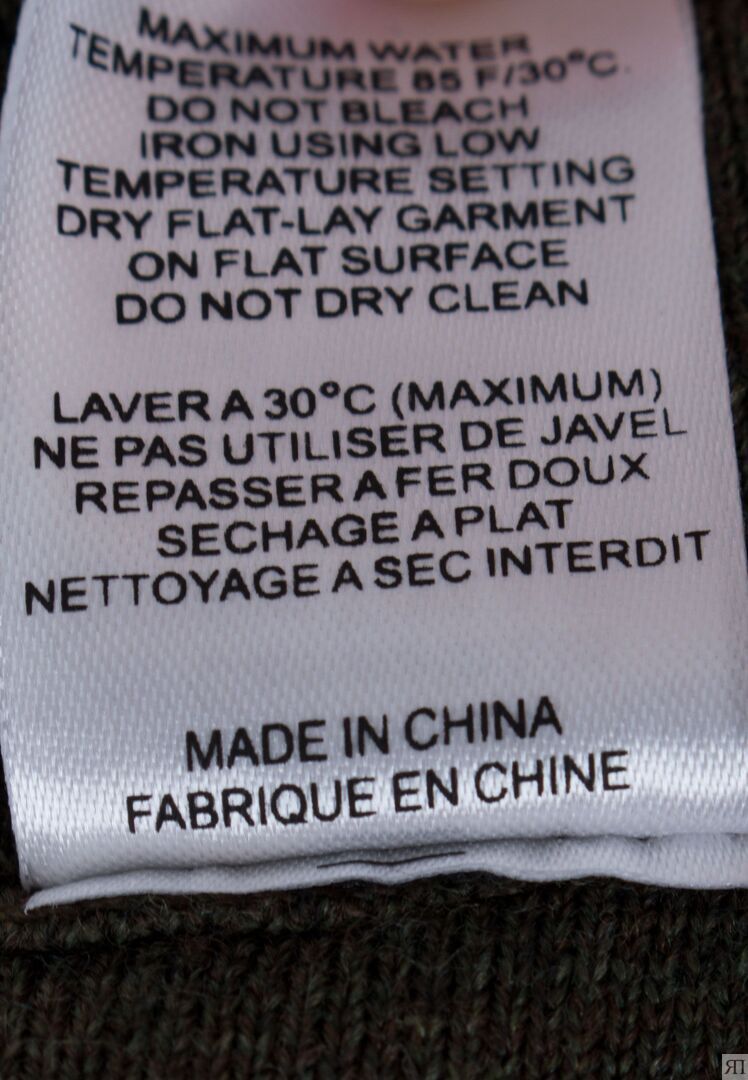 MAXIMUM WATER
TEMPERATURE 85 F/30°C.
DO NOT BLEACH
IRON USING LOW
TEMPERATURE SETTING
DRY FLAT-LAY GARMENT
ON FLAT SURFACE
DO NOT DRY CLEAN
LAVER A 30°C (MAXIMUM)
NE PAS UTILISER DE JAVEL
REPASSER A FER DOUX
SECHAGE A PLAT
NETTOYAGE A SEC INTERDIT
MADE IN CHINA
FABRIQUE EN CHINE
ЯП